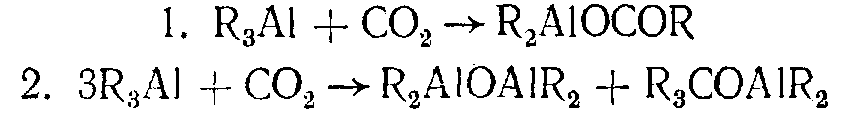 1. R₃Al + CO₂ → R₂AlOCOR
2. 3R₃Al + CO₂ → R₂AlOAlR₂ + R₃COAlR₂